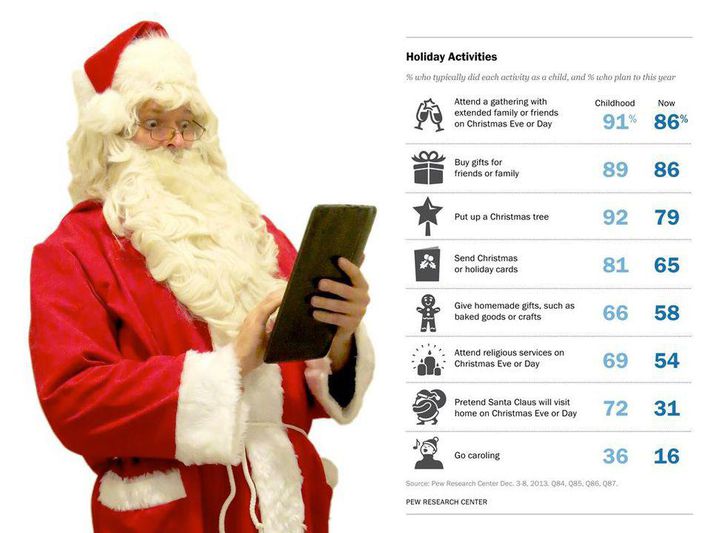 Holiday Activities
% who typically did each activity as a child, and % who plan to this year
Childhood Now
Attend a gathering with
extended family or friends
on Christmas Eve or Day
91% 86%
Buy gifts for
friends or family
89 86
Put up a Christmas tree
92 79
Send Christmas
or holiday cards
81 65
Give homemade gifts, such as
baked goods or crafts
66 58
Attend religious services on
Christmas Eve or Day
69 54
Pretend Santa Claus will visit
home on Christmas Eve or Day
72 31
Go caroling
36 16
Source: Pew Research Center Dec. 3-8, 2013. Q84, Q85, Q86, Q87.
PEW RESEARCH CENTER